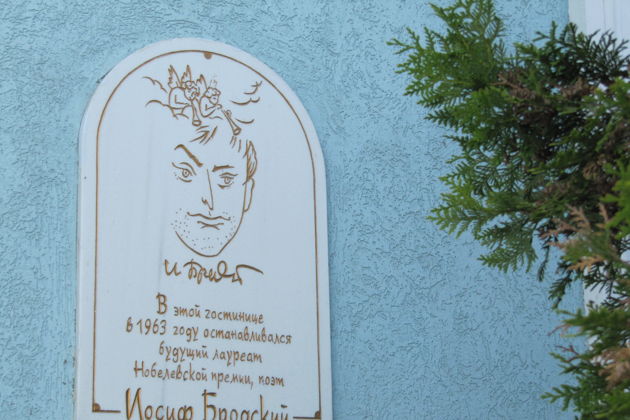 В этой гостинице
в 1963 году останавливался
будущий лауреат
Нобелевской премии, поэт
Иосиф Бродский